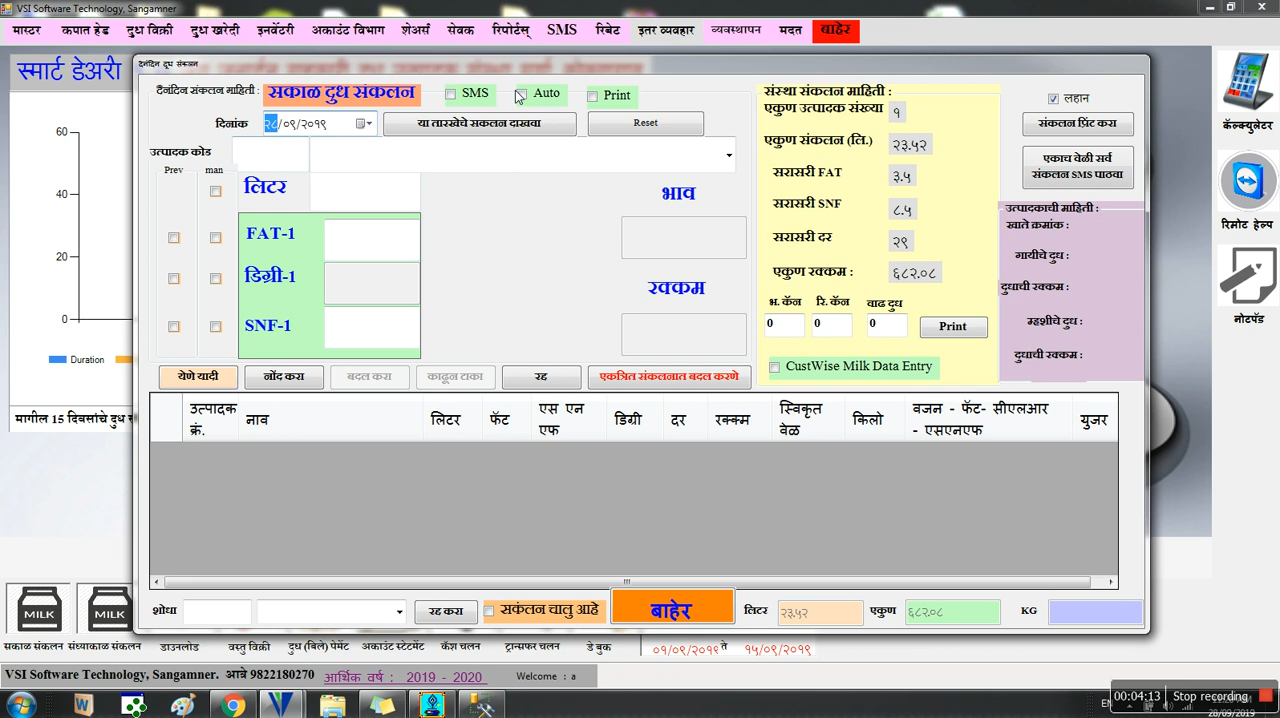 VSI Software Technology, Sangamner
मास्टर कपात हेड दुध विक्री दुध खरेदी इनवेंटरी अकाउंट विभाग शेअर्स सेवक रिपोर्टस् SMS रिबेट इतर व्यवहार व्यवस्थापन मदत बाहेर
स्मार्ट डेअरी
दैनंदिन दुध संकलन
दैनंदिन संकलन माहिती : सकाळ दुध संकलन SMS Auto Print
दिनांक २८/०९/२०१९ या तारखेचे सकलन दाखवा Reset
उत्पादक कोड
Prev man
लिटर भाव
FAT-1
डिग्री-1 रक्कम
SNF-1
संस्था संकलन माहिती :
एकुण उत्पादक संख्या १
एकुण संकलन (लि.) २३.५२
सरासरी FAT ३.५
सरासरी SNF ८.५
सरासरी दर २९
एकुण रक्कम : ६८२.०८
भ. कॅन रि. कॅन वाढ दुध
0 0 0 Print
CustWise Milk Data Entry
लहान
संकलन प्रिंट करा
एकाच वेळी सर्व
संकलन SMS पाठवा
उत्पादकाची माहिती :
खाते क्रमांक :
गायीचे दुध :
दुधाची रक्कम :
म्हशीचे दुध :
दुधाची रक्कम :
कॅल्क्युलेटर
रिमोट हेल्प
नोटपॅड
60
40
20
0
Duration
मागील 15 दिवसांचे दुध
येणे यादी नोंद करा बदल करा काढून टाका रद्द एकत्रित संकलनात बदल करणे
उत्पादक क्रं. नाव लिटर फॅट एस एन एफ डिग्री दर रक्कम स्विकृत वेळ किलो वजन - फॅट- सीएलआर - एसएनएफ युजर
शोधा रद्द करा सकंलन चालु आहे बाहेर लिटर २३.५२ एकुण ६८२.०८ KG
MILK MILK
सकाळ संकलन संध्याकाळ संकलन डाउनलोड वस्तु विक्री दुध (बिले) पेमेंट अकाउंट स्टेटमेंट कॅश चलन ट्रान्सफर चलन डे बुक ०१/०९/२०१९ ते १५/०९/२०१९
VSI Software Technology, Sangamner. आत्रे 9822180270 आर्थिक वर्ष : 2019 - 2020 Welcome : a
EN 00:04:13 Stop recording
28/09/2019